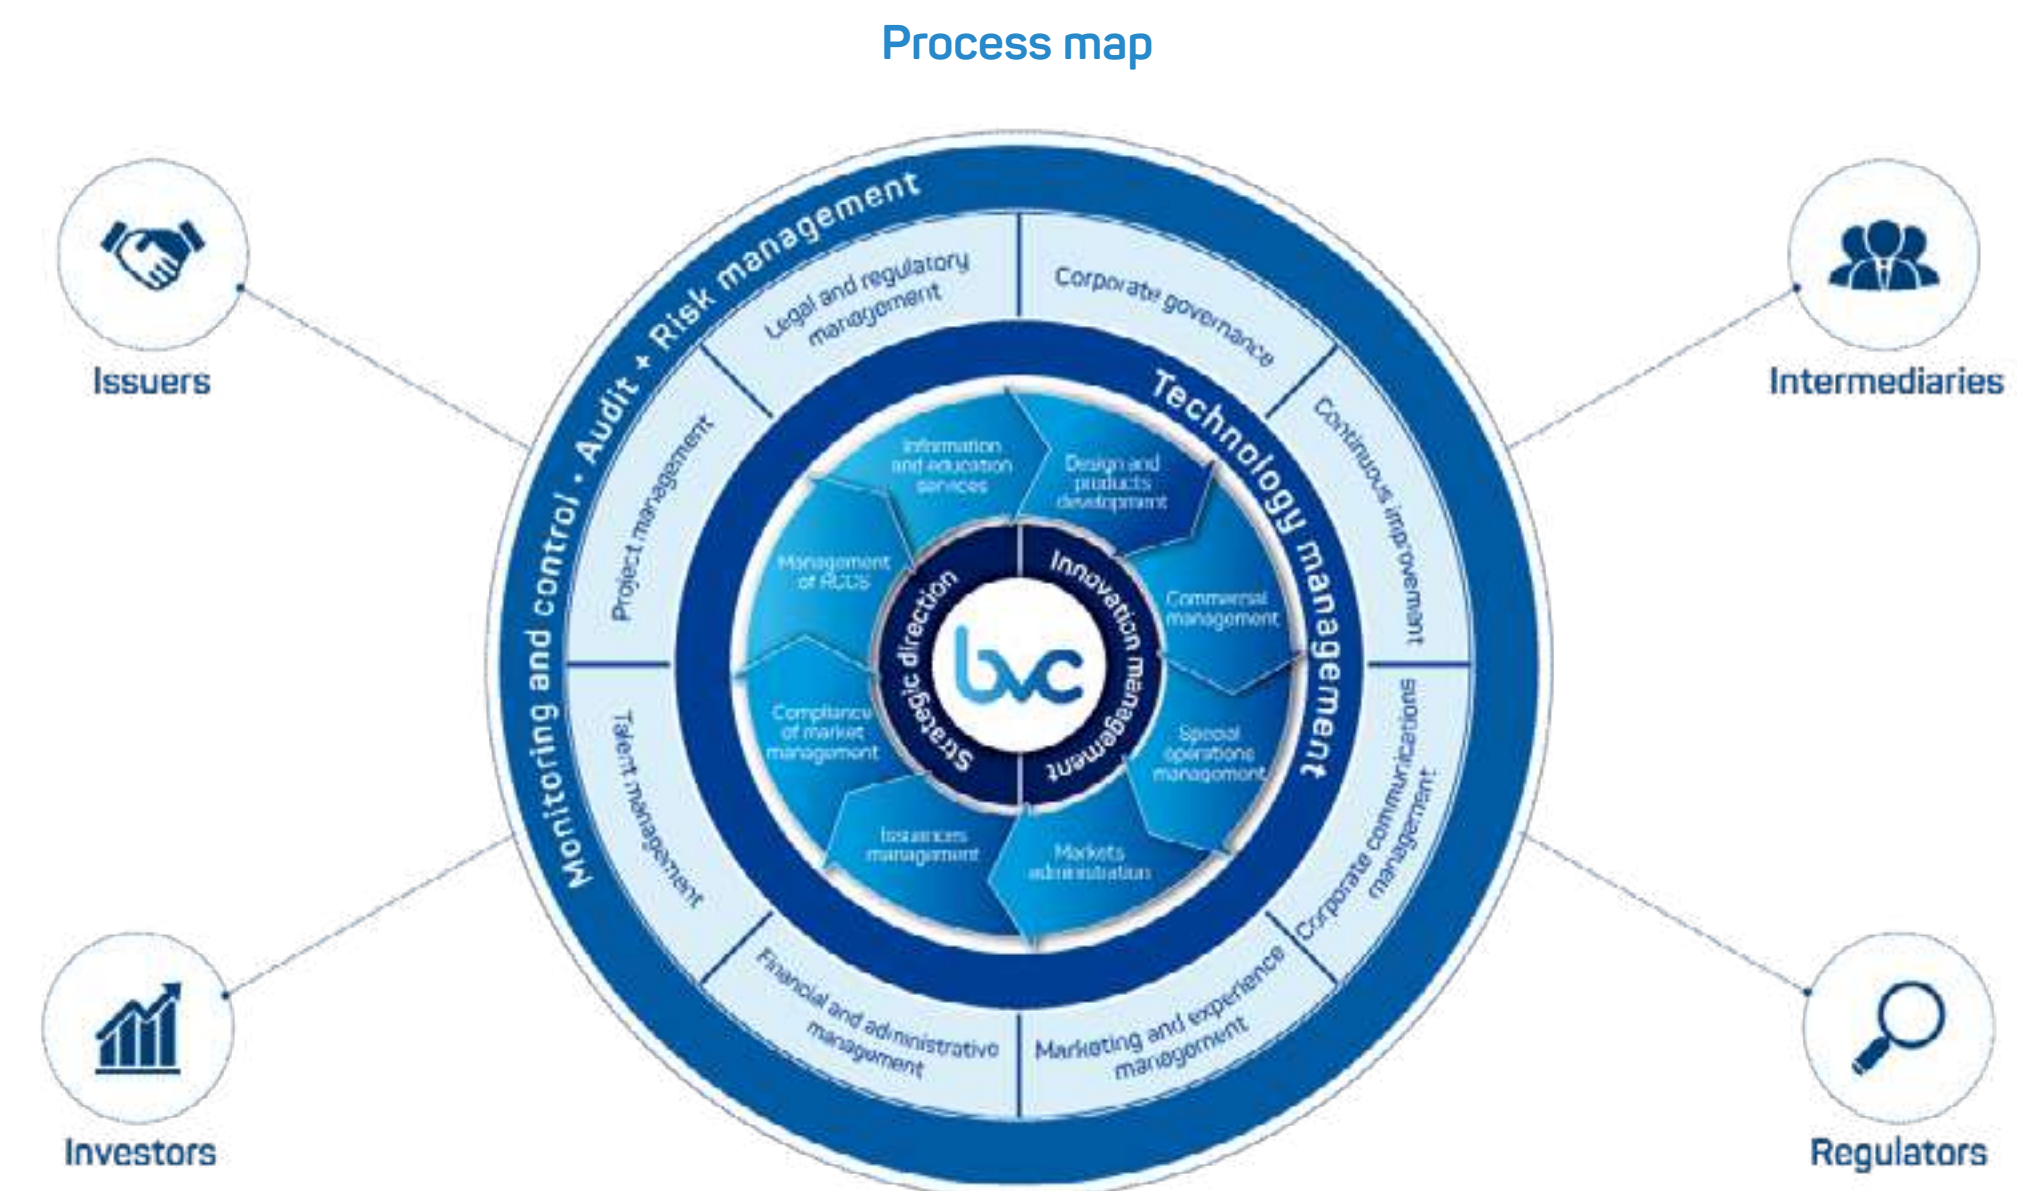 Process map
Issuers
Intermediaries
Investors
Regulators
Monitoring and control . Audit + Risk management
Legal and regulatory
management
Corporate governance
Continuous improvement
Corporate communications
management
Marketing and experience
management
Financial and administrative
management
Talent management
Project management
Technology management
Information
and education
services
Design and
products
development
Commercial
management
Special
operations
management
Markets
administration
Issuances
management
Compliance
of market
management
Management
of
Strategic direction
Innovation management
bvc